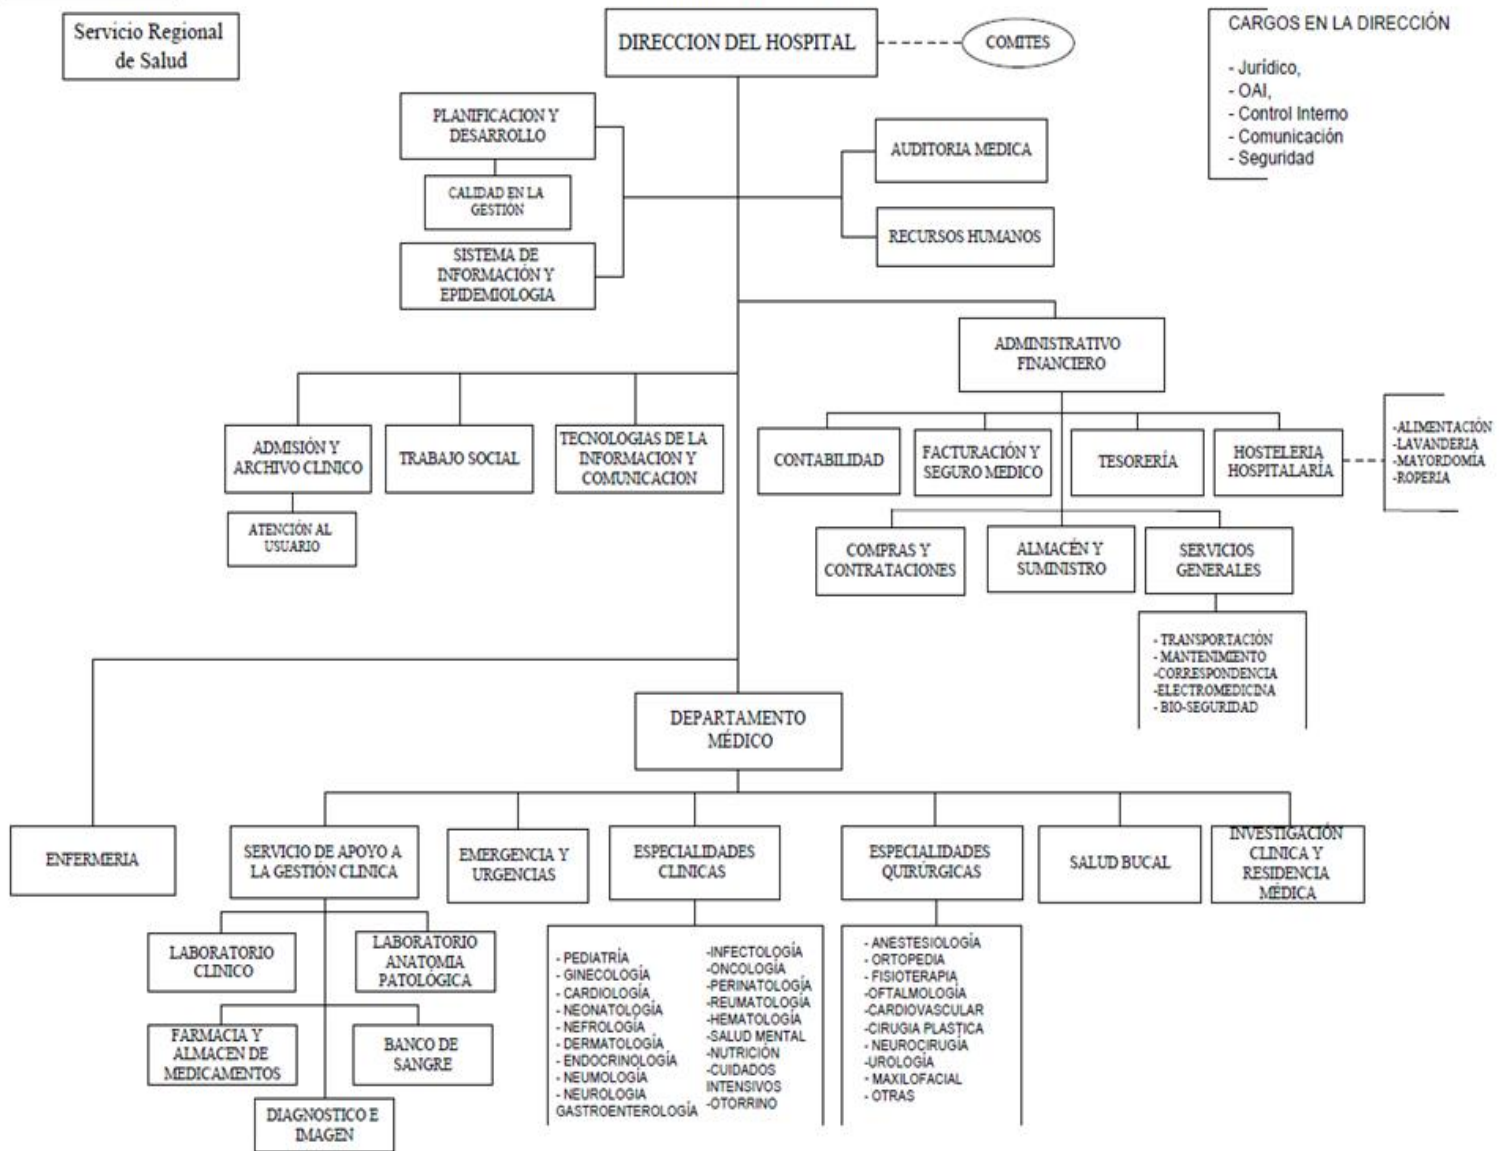 Servicio Regional
de Salud
DIRECCION DEL HOSPITAL
COMITES
CARGOS EN LA DIRECCIÓN
- Jurídico,
- OAI,
- Control Interno
- Comunicación
- Seguridad
PLANIFICACION Y
DESARROLLO
CALIDAD EN LA
GESTIÓN
SISTEMA DE
INFORMACIÓN Y
EPIDEMIOLOGIA
AUDITORIA MEDICA
RECURSOS HUMANOS
ADMINISTRATIVO
FINANCIERO
ADMISIÓN Y
ARCHIVO CLINICO
TRABAJO SOCIAL
TECNOLOGIAS DE LA
INFORMACION Y
COMUNICACION
ATENCIÓN AL
USUARIO
CONTABILIDAD
FACTURACIÓN Y
SEGURO MEDICO
TESORERÍA
HOSTELERIA
HOSPITALARÍA
-ALIMENTACIÓN
-LAVANDERIA
-MAYORDOMÍA
-ROPERIA
COMPRAS Y
CONTRATACIONES
ALMACÉN Y
SUMINISTRO
SERVICIOS
GENERALES
- TRANSPORTACIÓN
- MANTENIMIENTO
-CORRESPONDENCIA
-ELECTROMEDICINA
- BIO-SEGURIDAD
DEPARTAMENTO
MÉDICO
ENFERMERIA
SERVICIO DE APOYO A
LA GESTIÓN CLINICA
EMERGENCIA Y
URGENCIAS
ESPECIALIDADES
CLINICAS
ESPECIALIDADES
QUIRÚRGICAS
SALUD BUCAL
INVESTIGACIÓN
CLINICA Y
RESIDENCIA
MÉDICA
LABORATORIO
CLINICO
LABORATORIO
ANATOMIA
PATOLÓGICA
FARMACIA Y
ALMACEN DE
MEDICAMENTOS
BANCO DE
SANGRE
DIAGNOSTICO E
IMAGEN
- PEDIATRÍA
- GINECOLOGÍA
- CARDIOLOGÍA
- NEONATOLOGÍA
- NEFROLOGÍA
- DERMATOLOGÍA
- ENDOCRINOLOGÍA
- NEUMOLOGÍA
- NEUROLOGIA
GASTROENTEROLOGÍA
-INFECTOLOGÍA
-ONCOLOGÍA
-PERINATOLOGÍA
-REUMATOLOGÍA
-HEMATOLOGÍA
-SALUD MENTAL
-NUTRICIÓN
-CUIDADOS
INTENSIVOS
-OTORRINO
- ANESTESIOLOGÍA
- ORTOPEDIA
- FISIOTERAPIA
-OFTALMOLOGÍA
-CARDIOVASCULAR
-CIRUGIA PLASTICA
- NEUROCIRUGÍA
-UROLOGÍA
- MAXILOFACIAL
- OTRAS